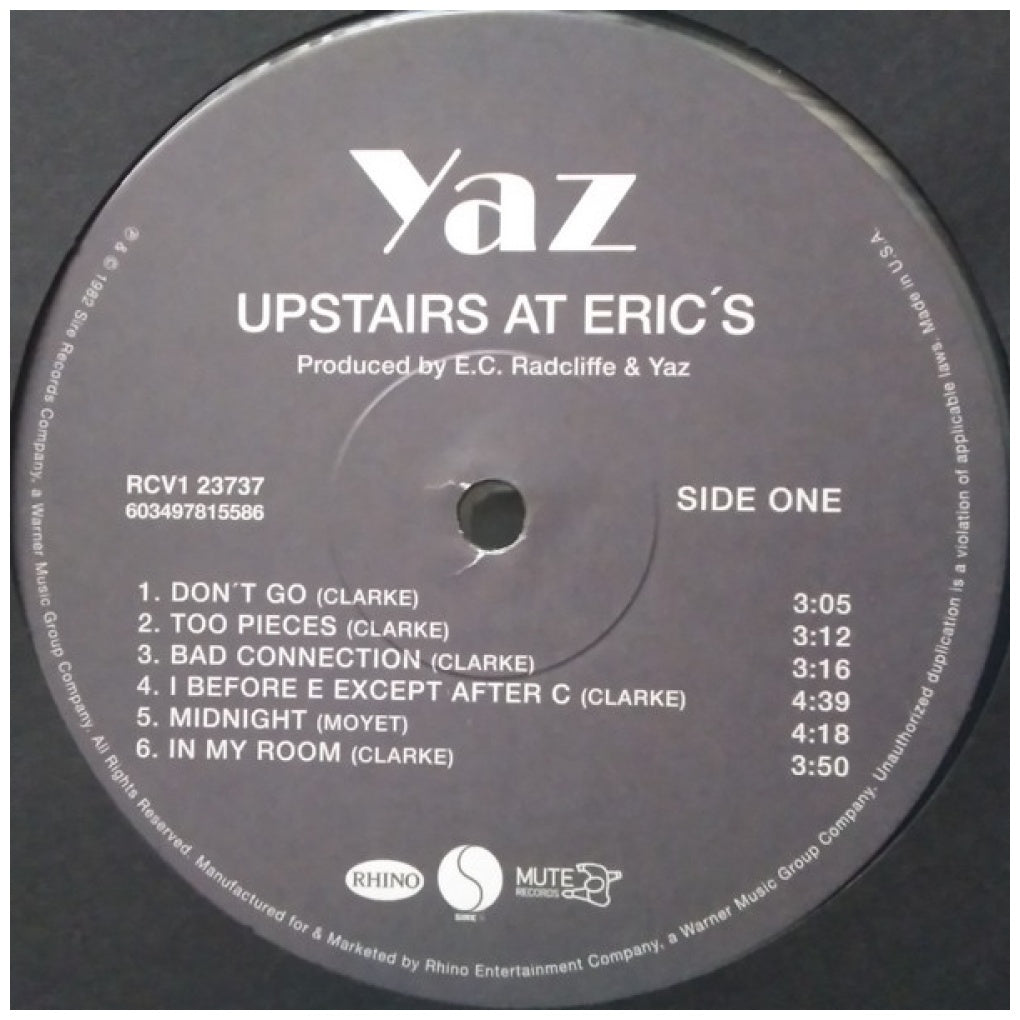 Yaz
UPSTAIRS AT ERIC´S
Produced by E.C. Radcliffe & Yaz
RCV1 23737
603497815586
SIDE ONE
1. DON´T GO (CLARKE) 3:05
2. TOO PIECES (CLARKE) 3:12
3. BAD CONNECTION (CLARKE) 3:16
4. I BEFORE E EXCEPT AFTER C (CLARKE) 4:39
5. MIDNIGHT (MOYET) 4:18
6. IN MY ROOM (CLARKE) 3:50
RHINO
SIRE ®
MUTE
RECORDS
℗ & © 1982 Sire Records Company, a Warner Music Group Company. All Rights Reserved. Manufactured for & Marketed by Rhino Entertainment Company, a Warner Music Group Company. Unauthorized duplication is a violation of applicable laws. Made in U.S.A.